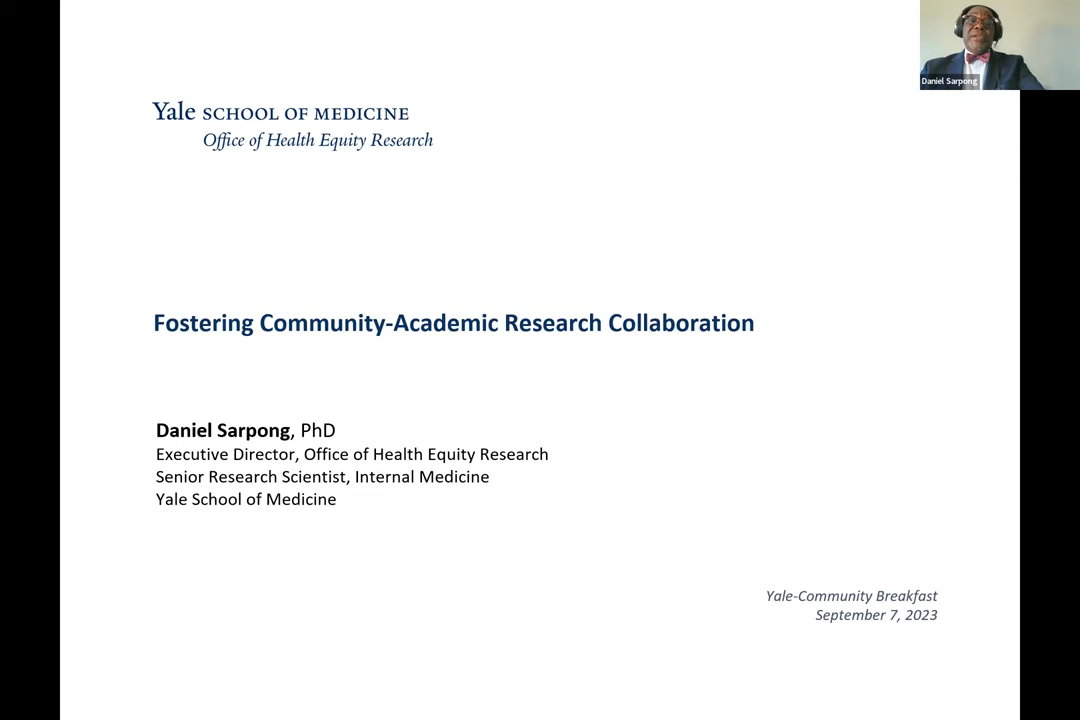 Daniel Sarpong
Yale SCHOOL OF MEDICINE
Office of Health Equity Research
Fostering Community-Academic Research Collaboration
Daniel Sarpong, PhD
Executive Director, Office of Health Equity Research
Senior Research Scientist, Internal Medicine
Yale School of Medicine
Yale-Community Breakfast
September 7, 2023